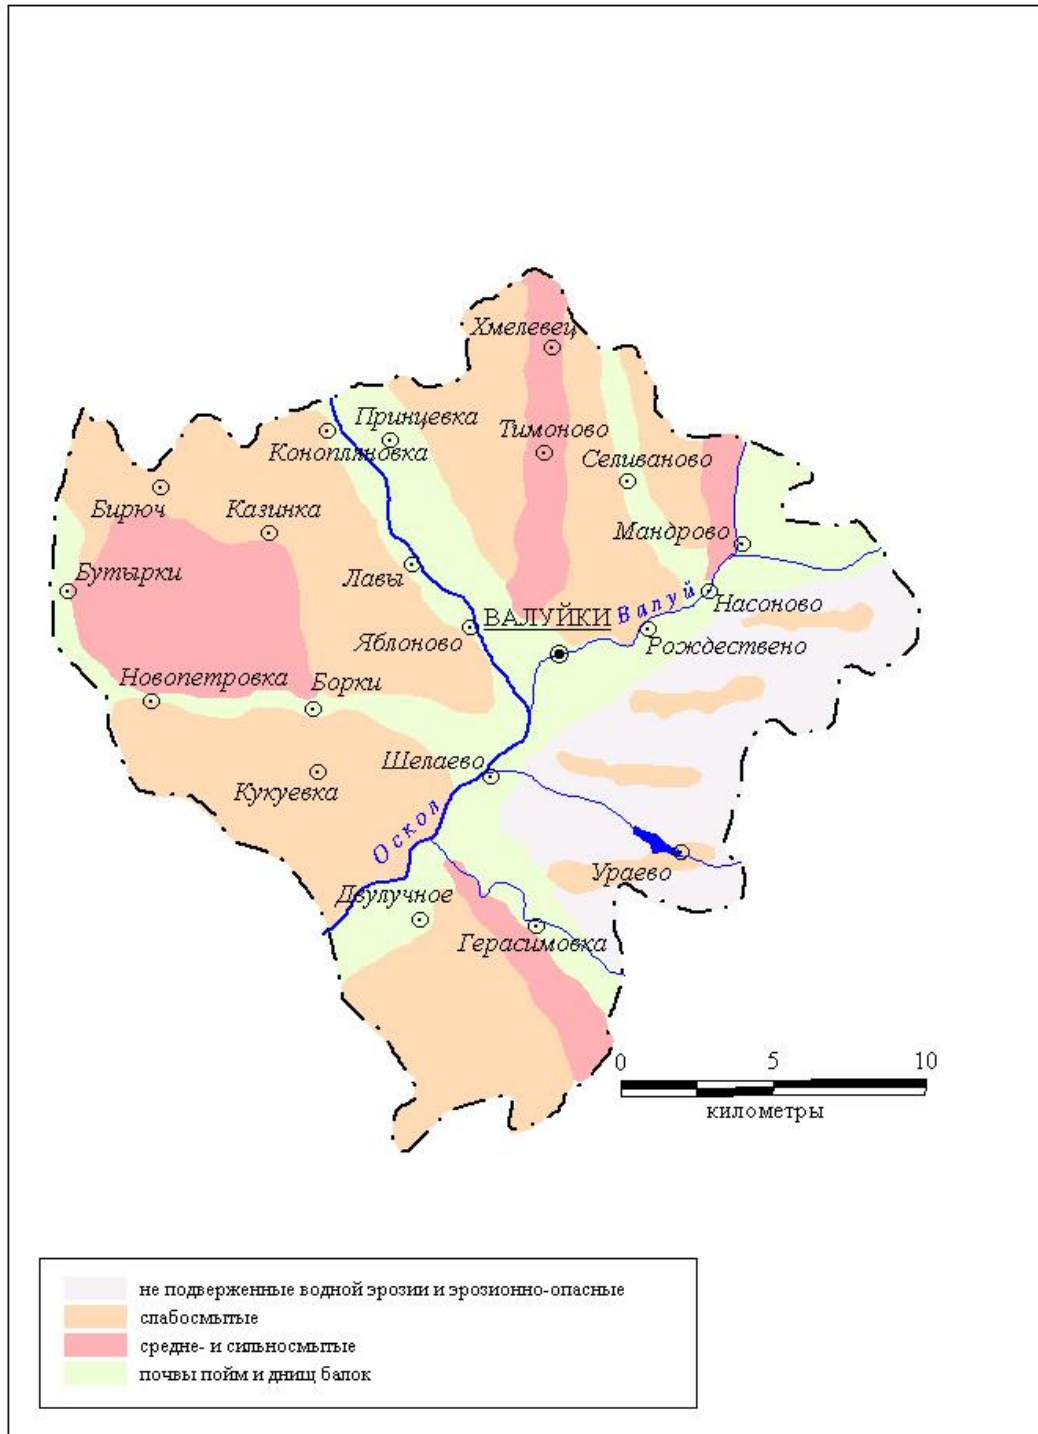 Хмелевец
Принцевка
Тимоново
Конопляновка
Селиваново
Бирюч
Казинка
Мандрово
Лавы
Бутырки
Валуй
Насоново
ВАЛУЙКИ
Яблоново
Рождествено
Новопетровка
Борки
Шелаево
Кукуевка
Оскол
Ураево
Двулучное
Герасимовка
0 5 10
километры
не подверженные водной эрозии и эрозионно-опасные
слабосмытые
средне- и сильносмытые
почвы пойм и днищ балок